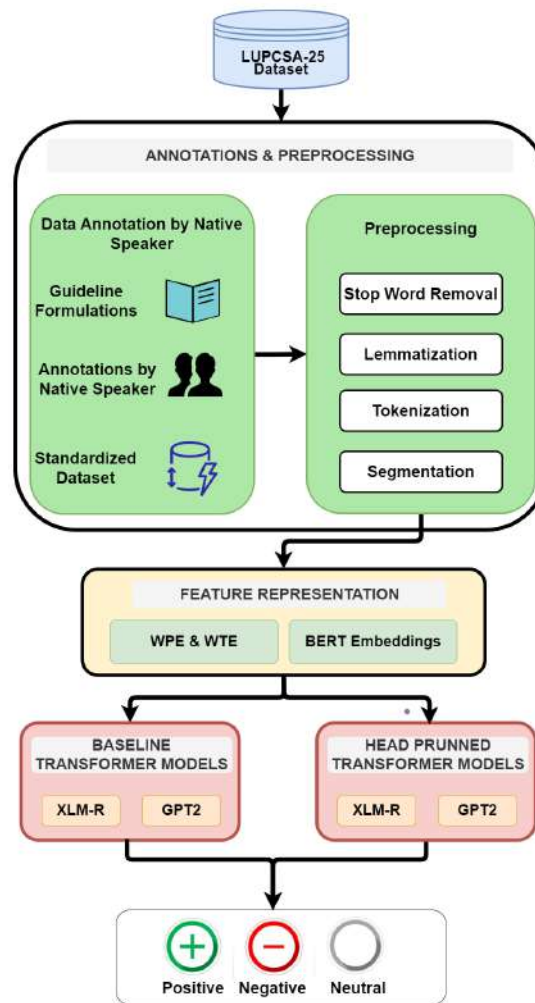 LUPCSA-25
Dataset
ANNOTATIONS & PREPROCESSING
Data Annotation by Native
Speaker
Guideline
Formulations
Annotations by
Native Speaker
Standardized
Dataset
Preprocessing
Stop Word Removal
Lemmatization
Tokenization
Segmentation
FEATURE REPRESENTATION
WPE & WTE
BERT Embeddings
BASELINE
TRANSFORMER MODELS
XLM-R
GPT2
HEAD PRUNNED
TRANSFORMER MODELS
XLM-R
GPT2
Positive
Negative
Neutral